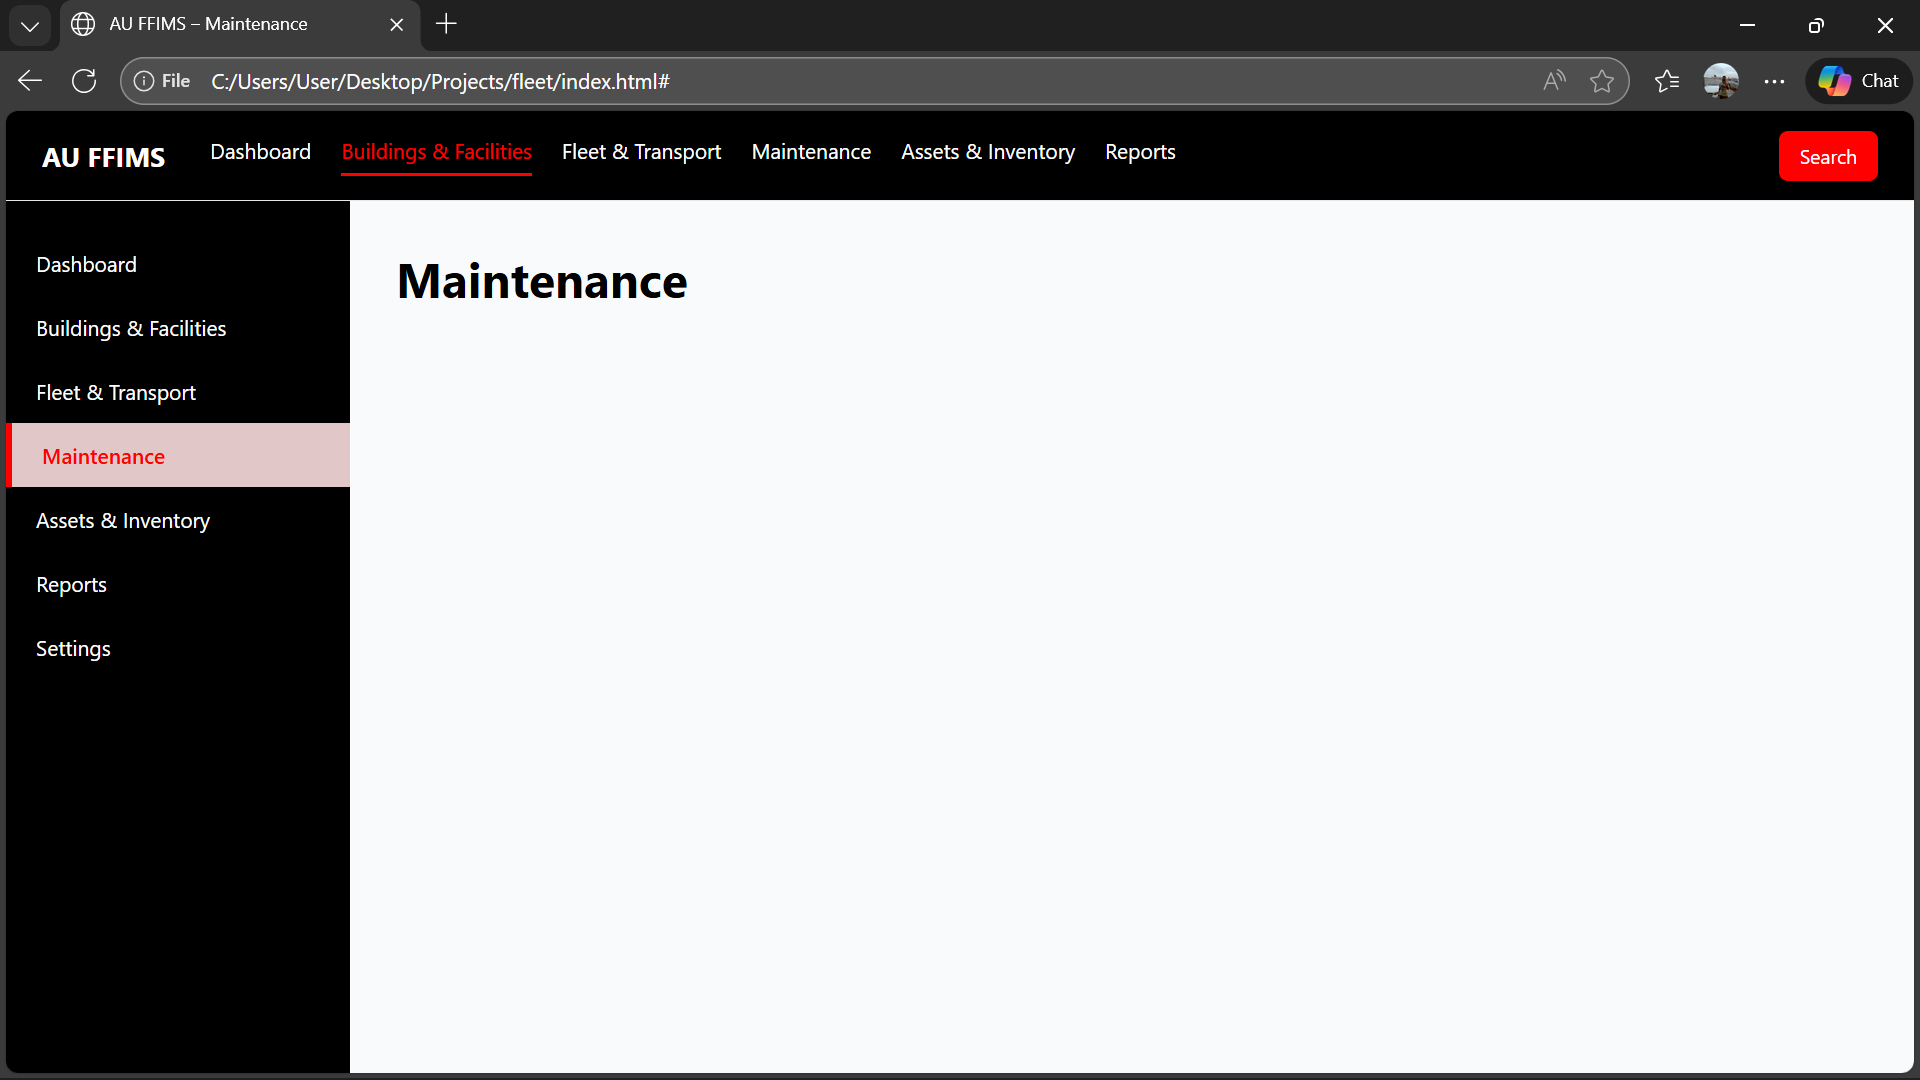 AU FFIMS – Maintenance
File C:/Users/User/Desktop/Projects/fleet/index.html#
Chat
AU FFIMS Dashboard Buildings & Facilities Fleet & Transport Maintenance Assets & Inventory Reports Search
Dashboard
Buildings & Facilities
Fleet & Transport
Maintenance
Assets & Inventory
Reports
Settings
Maintenance